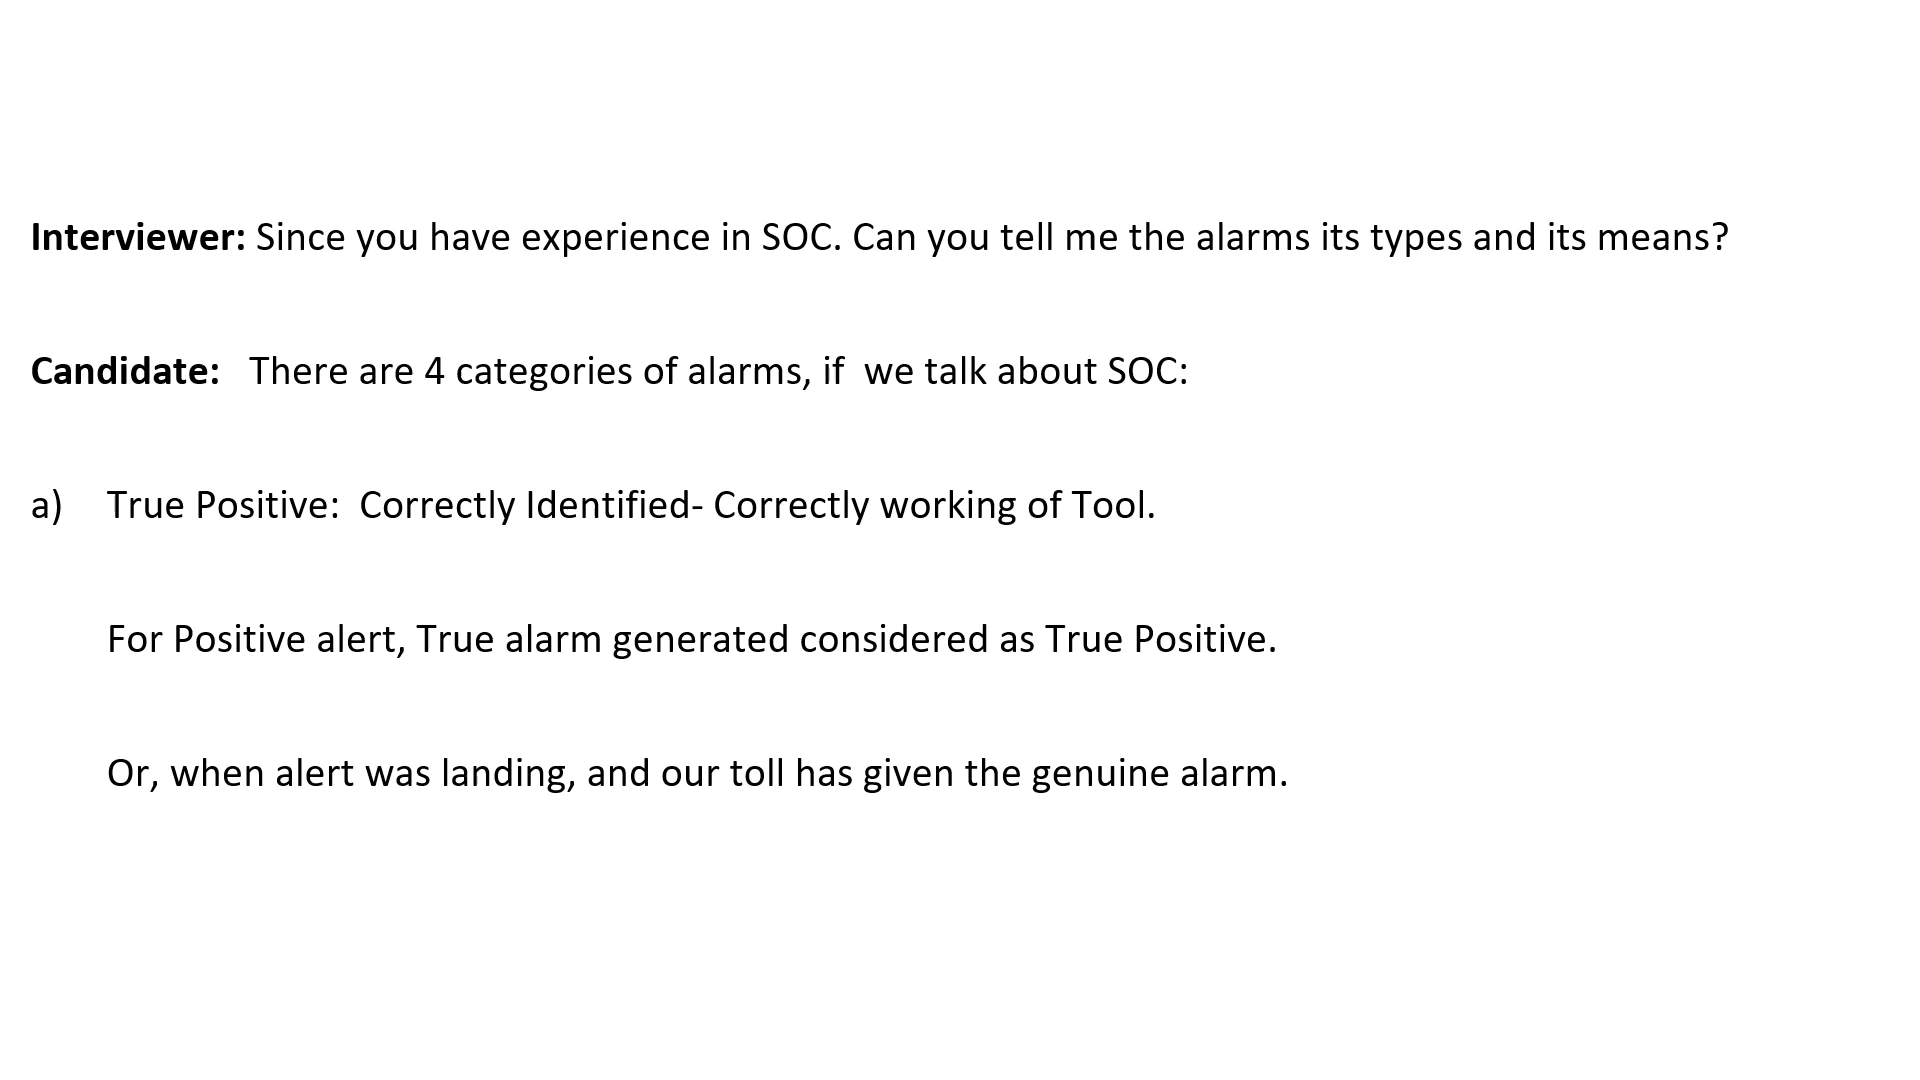 Interviewer: Since you have experience in SOC. Can you tell me the alarms its types and its means?
Candidate:   There are 4 categories of alarms, if  we talk about SOC:
a)    True Positive:  Correctly Identified- Correctly working of Tool.
For Positive alert, True alarm generated considered as True Positive.
Or, when alert was landing, and our toll has given the genuine alarm.